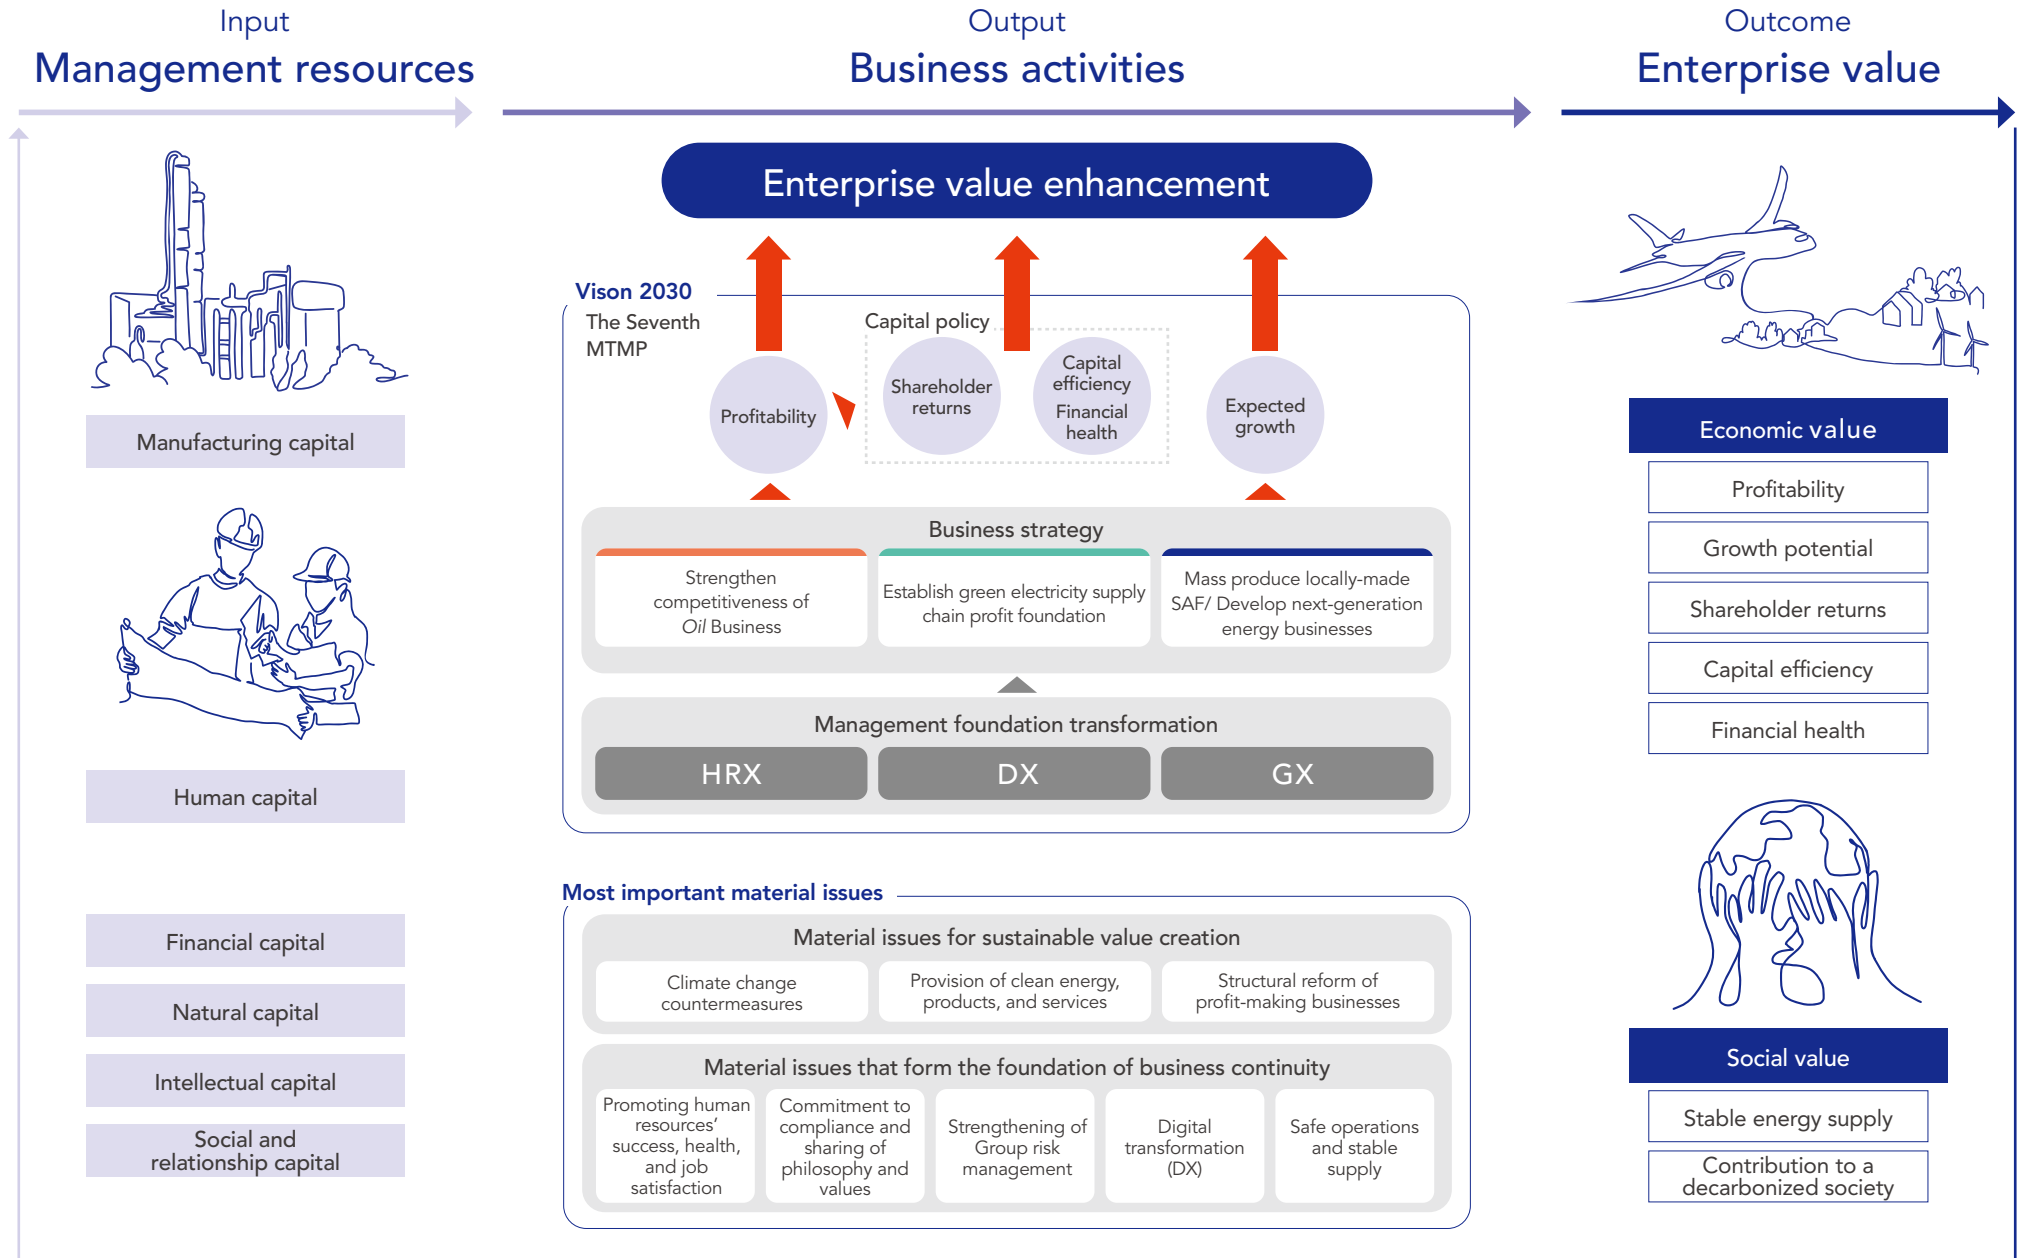 Input
Management resources
Manufacturing capital
Human capital
Financial capital
Natural capital
Intellectual capital
Social and
relationship capital
Output
Business activities
Enterprise value enhancement
Vison 2030
The Seventh
MTMP
Capital policy
Profitability
Shareholder
returns
Capital
efficiency
Financial
health
Expected
growth
Business strategy
Strengthen
competitiveness of
Oil Business
Establish green electricity supply
chain profit foundation
Mass produce locally-made
SAF/ Develop next-generation
energy businesses
Management foundation transformation
HRX
DX
GX
Most important material issues
Material issues for sustainable value creation
Climate change
countermeasures
Provision of clean energy,
products, and services
Structural reform of
profit-making businesses
Material issues that form the foundation of business continuity
Promoting human
resources’
success, health,
and job
satisfaction
Commitment to
compliance and
sharing of
philosophy and
values
Strengthening of
Group risk
management
Digital
transformation
(DX)
Safe operations
and stable
supply
Outcome
Enterprise value
Economic value
Profitability
Growth potential
Shareholder returns
Capital efficiency
Financial health
Social value
Stable energy supply
Contribution to a
decarbonized society